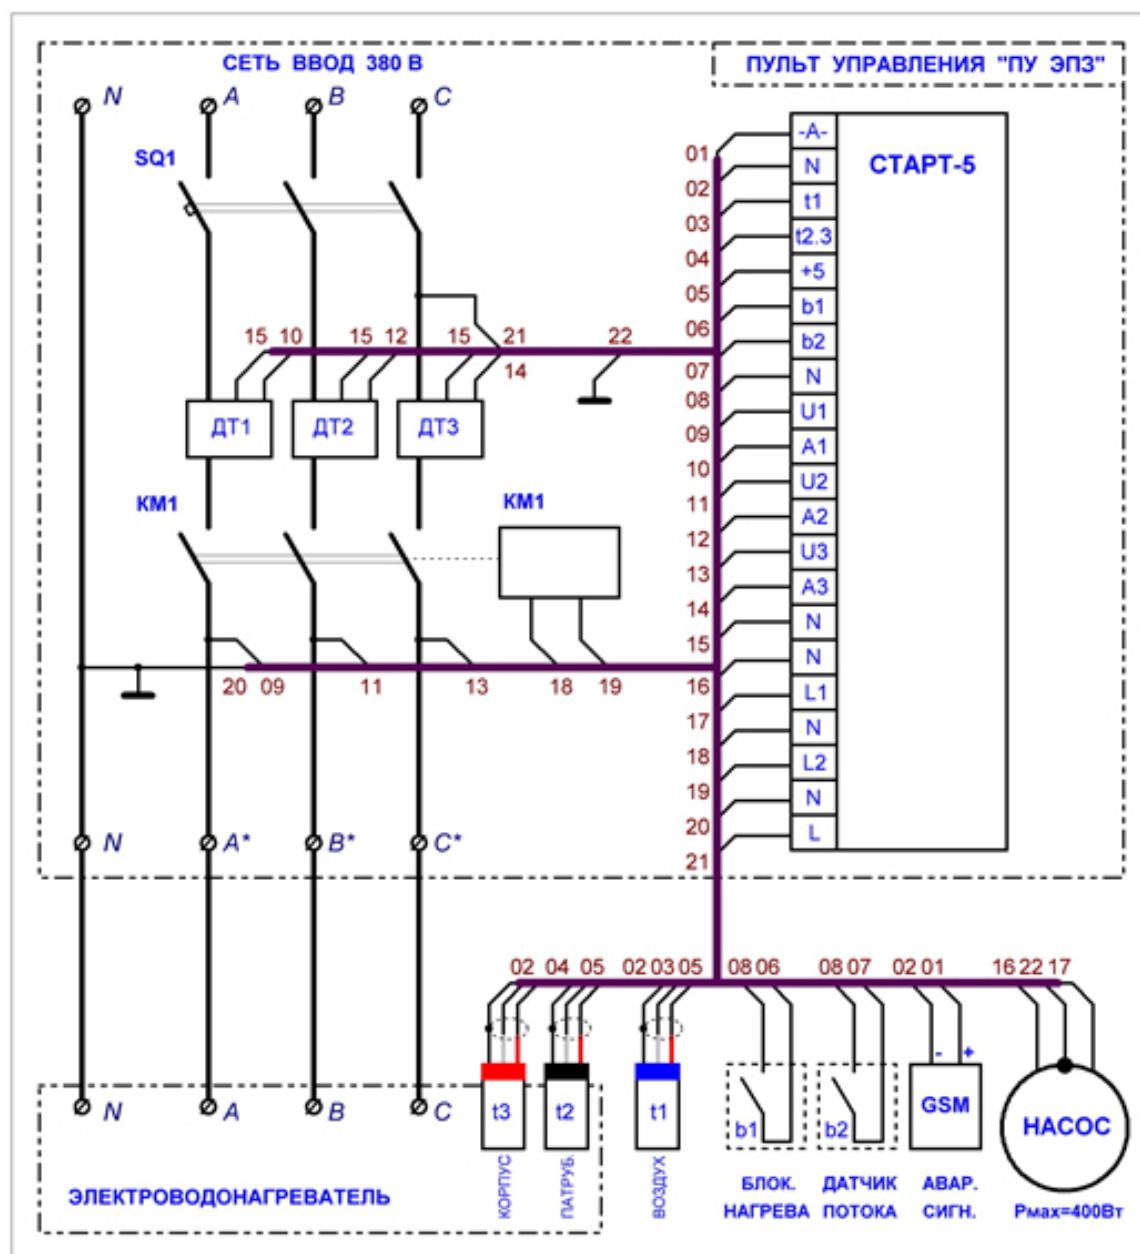 СЕТЬ ВВОД 380 В
ПУЛЬТ УПРАВЛЕНИЯ "ПУ ЭПЗ"
N A B C
SQ1
СТАРТ-5
01 -A-
02 N
03 t1
04 t2.3
05 +5
06 b1
07 b2
08 N
09 U1
10 A1
11 U2
12 A2
13 U3
14 A3
15 N
16 N
17 L1
18 N
19 L2
20 N
21 L
15 10 15 12 15 21 22
14
ДТ1 ДТ2 ДТ3
КМ1 КМ1
20 09 11 13 18 19
N A* B* C*
02 04 05 02 03 05 08 06 08 07 02 01 16 22 17
- +
N A B C
t3 t2 t1 b1 b2 GSM НАСОС
КОРПУС
ПАТРУБ.
ВОЗДУХ
БЛОК.
НАГРЕВА
ДАТЧИК
ПОТОКА
АВАР.
СИГН.
Рмах=400Вт
ЭЛЕКТРОВОДОНАГРЕВАТЕЛЬ